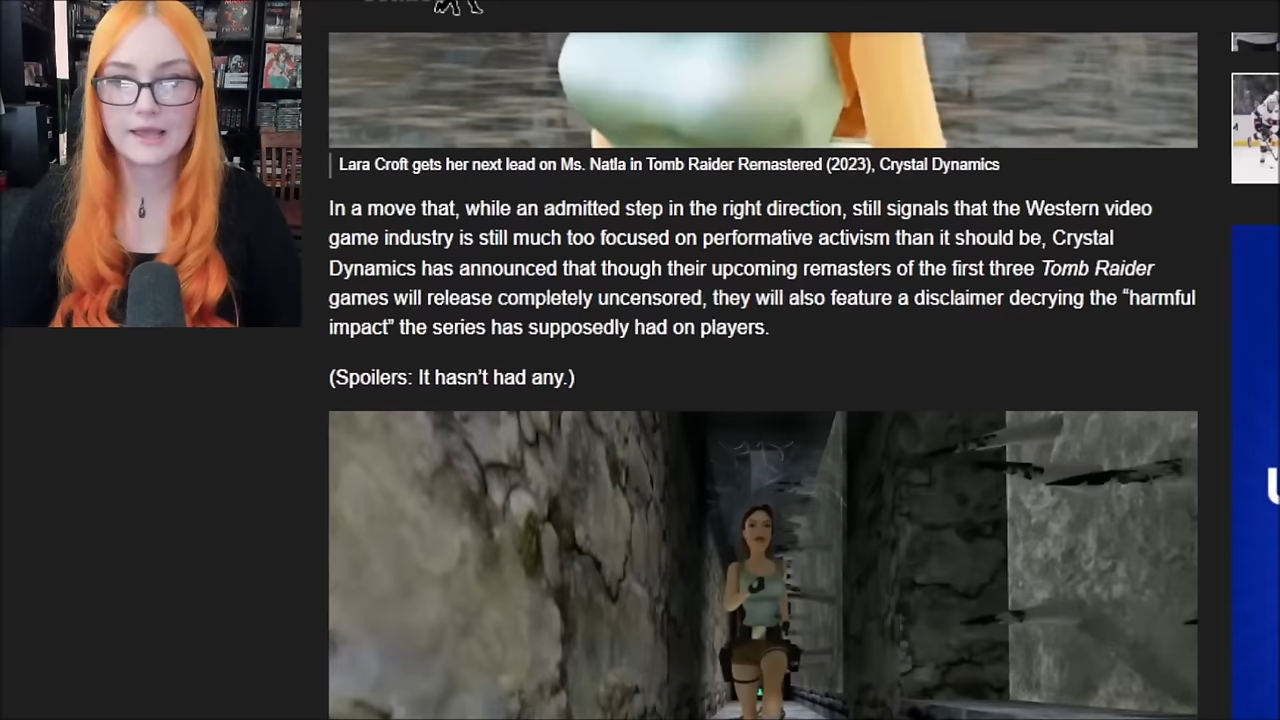 Lara Croft gets her next lead on Ms. Natla in Tomb Raider Remastered (2023), Crystal Dynamics
In a move that, while an admitted step in the right direction, still signals that the Western video
game industry is still much too focused on performative activism than it should be, Crystal
Dynamics has announced that though their upcoming remasters of the first three Tomb Raider
games will release completely uncensored, they will also feature a disclaimer decrying the “harmful
impact” the series has supposedly had on players.
(Spoilers: It hasn’t had any.)